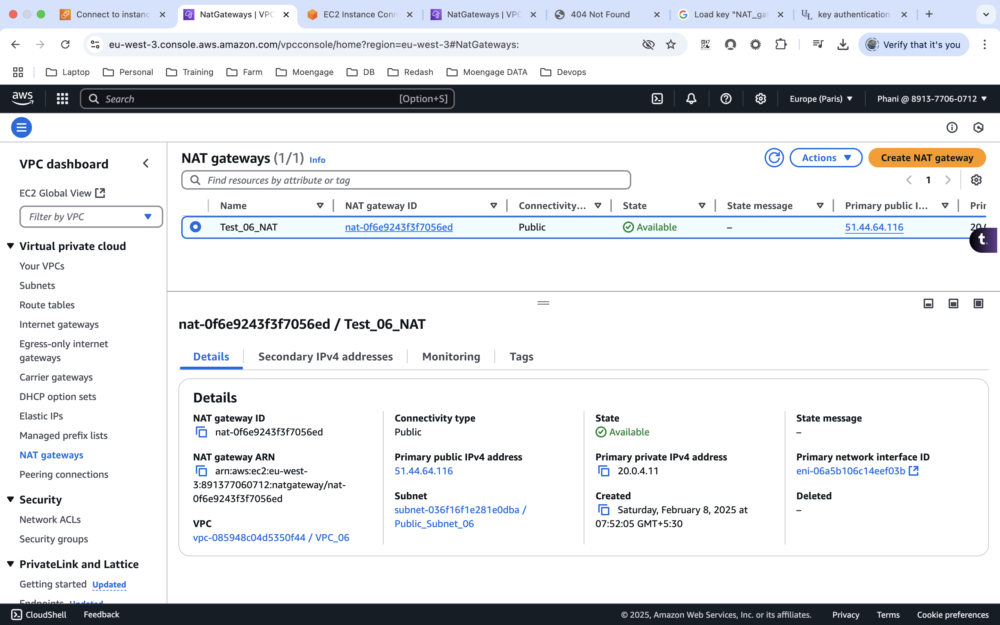 Connect to instanc
NatGateways | VPC
EC2 Instance Conn
NatGateways | VPC
404 Not Found
Load key "NAT_gat
key authentication
eu-west-3.console.aws.amazon.com/vpcconsole/home?region=eu-west-3#NatGateways:
Verify that it's you
Laptop
Personal
Training
Farm
Moengage
DB
Redash
Moengage DATA
Devops
aws
Search
[Option+S]
Europe (Paris)
Phani @ 8913-7706-0712
VPC dashboard
EC2 Global View
Filter by VPC
Virtual private cloud
Your VPCs
Subnets
Route tables
Internet gateways
Egress-only internet
gateways
Carrier gateways
DHCP option sets
Elastic IPs
Managed prefix lists
NAT gateways
Peering connections
Security
Network ACLs
Security groups
PrivateLink and Lattice
Getting started Updated
Endpoints Updated
NAT gateways (1/1) Info
Actions
Create NAT gateway
Find resources by attribute or tag
1
Name
NAT gateway ID
Connectivity...
State
State message
Primary public I...
Prir
Test_06_NAT
nat-0f6e9243f3f7056ed
Public
Available
–
51.44.64.116
20.0
t.
nat-0f6e9243f3f7056ed / Test_06_NAT
Details
Secondary IPv4 addresses
Monitoring
Tags
Details
NAT gateway ID
nat-0f6e9243f3f7056ed
NAT gateway ARN
arn:aws:ec2:eu-west-
3:891377060712:natgateway/nat-
0f6e9243f3f7056ed
VPC
vpc-085948c04d5350f44 / VPC_06
Connectivity type
Public
Primary public IPv4 address
51.44.64.116
Subnet
subnet-036f16f1e281e0dba /
Public_Subnet_06
State
Available
Primary private IPv4 address
20.0.4.11
Created
Saturday, February 8, 2025 at
07:52:05 GMT+5:30
State message
–
Primary network interface ID
eni-06a5b106c14eef03b
Deleted
–
CloudShell
Feedback
© 2025, Amazon Web Services, Inc. or its affiliates.
Privacy
Terms
Cookie preferences